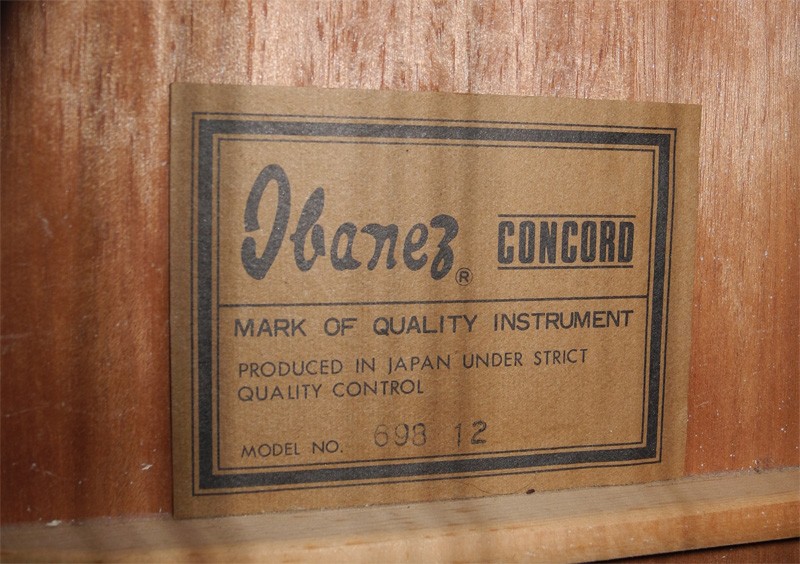 Ibanez® CONCORD
MARK OF QUALITY INSTRUMENT
PRODUCED IN JAPAN UNDER STRICT
QUALITY CONTROL
MODEL NO. 698 12